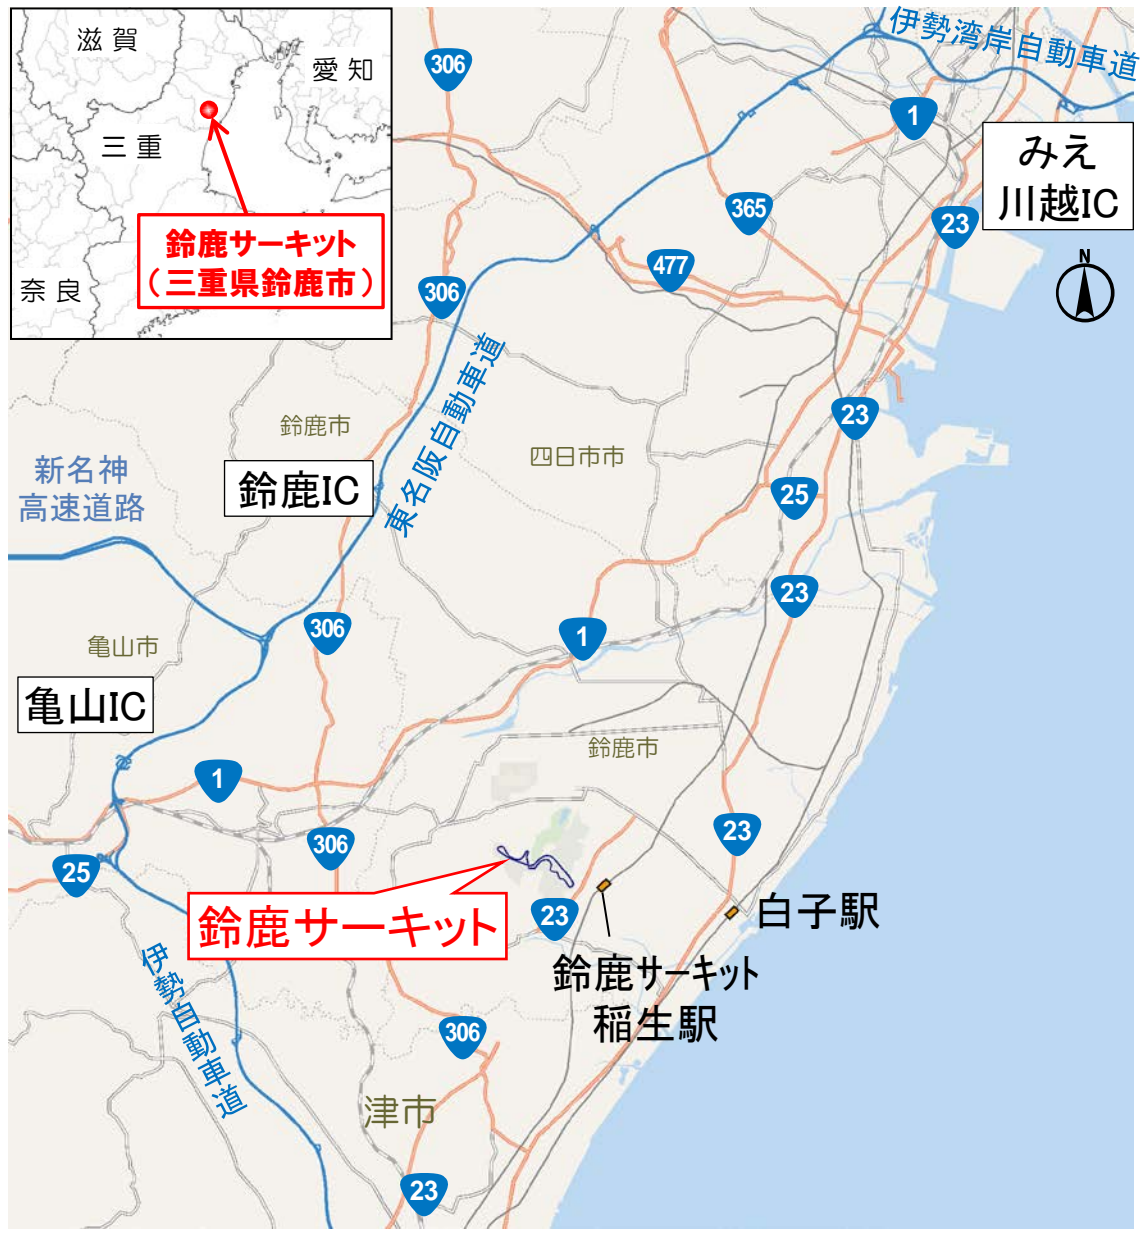 滋賀
愛知
三重
奈良
鈴鹿サーキット
（三重県鈴鹿市）
306
伊勢湾岸自動車道
1
みえ
川越IC
365
23
477
N
306
東名阪自動車道
鈴鹿市
23
四日市市
新名神
高速道路
鈴鹿IC
25
23
306
1
亀山市
亀山IC
鈴鹿市
1
23
306
25
鈴鹿サーキット
23
白子駅
鈴鹿サーキット
稲生駅
伊勢自動車道
306
津市
23